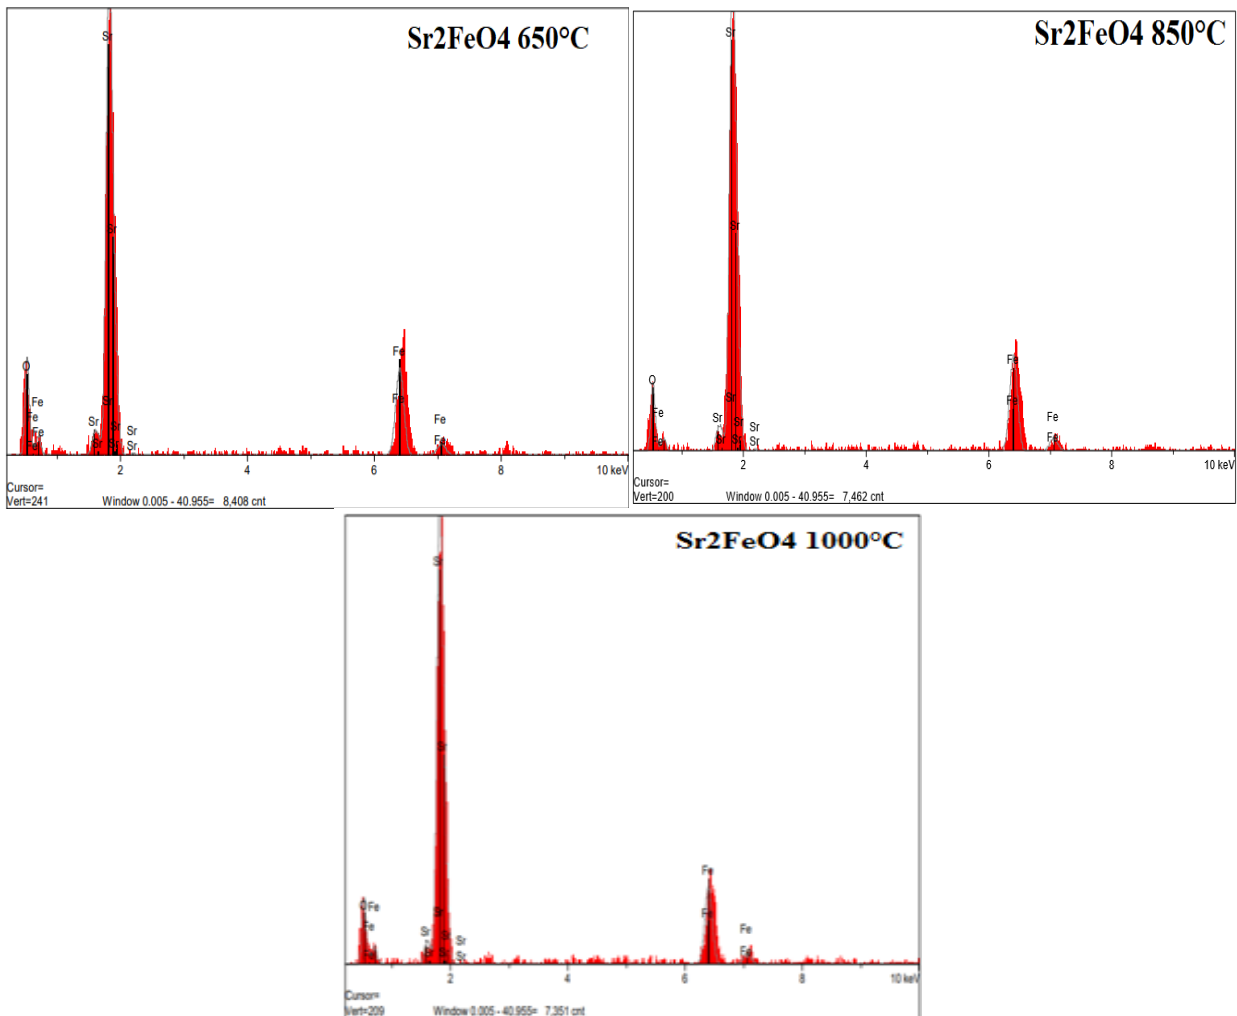 Sr2FeO4 650°C
Sr
Sr
O
Fe
Fe
Fe
Fe
Sr
Sr
Sr
Sr
Sr
Sr
Sr
Fe
Fe
Fe
Fe
2
4
6
8
10 keV
Cursor=
Vert=241 Window 0.005 - 40.955= 8,408 cnt
Sr2FeO4 850°C
Sr
Sr
O
Fe
Fe
Sr
Sr
Sr
Sr
Sr
Sr
Sr
Fe
Fe
Fe
Fe
2
4
6
8
10 keV
Cursor=
Vert=200 Window 0.005 - 40.955= 7,462 cnt
Sr2FeO4 1000°C
Sr
Sr
O
Fe
Fe
Sr
Sr
Sr
Sr
Fe
Fe
Fe
Fe
2
4
6
8
10 keV
Cursor=
Vert=209 Window 0.005 - 40.955= 7,351 cnt